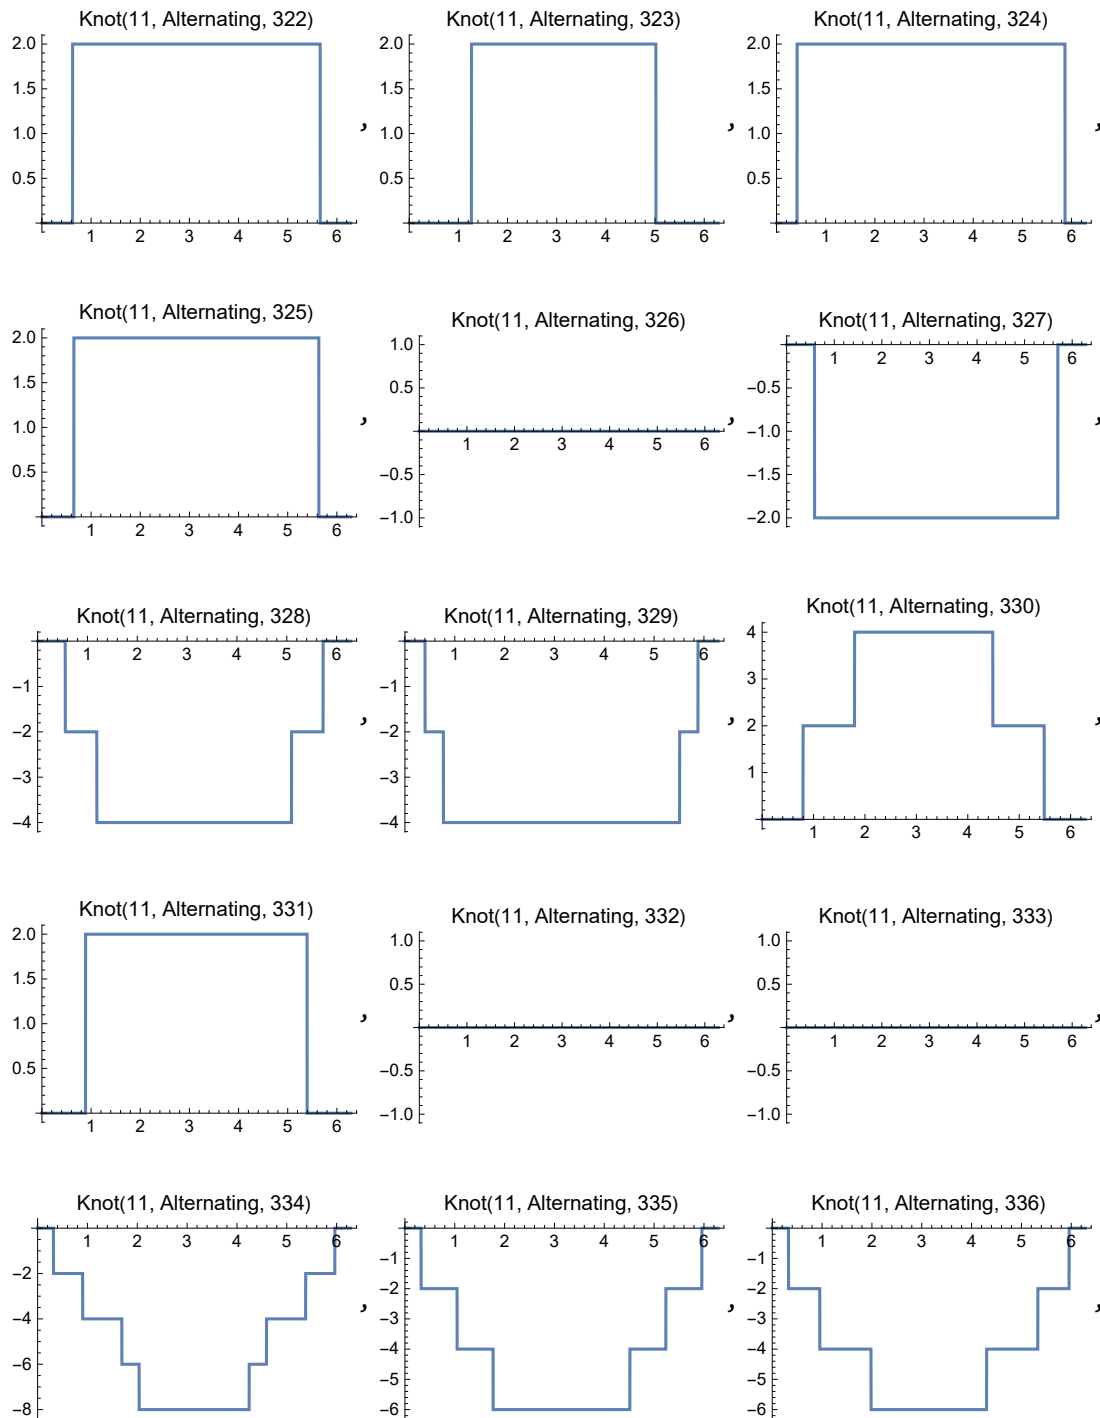 Knot(11, Alternating, 322)
2.0
1.5
1.0
0.5
1 2 3 4 5 6
,
Knot(11, Alternating, 323)
2.0
1.5
1.0
0.5
1 2 3 4 5 6
,
Knot(11, Alternating, 324)
2.0
1.5
1.0
0.5
1 2 3 4 5 6
,
Knot(11, Alternating, 325)
2.0
1.5
1.0
0.5
1 2 3 4 5 6
,
Knot(11, Alternating, 326)
1.0
0.5
1 2 3 4 5 6
−0.5
−1.0
,
Knot(11, Alternating, 327)
1 2 3 4 5 6
−0.5
−1.0
−1.5
−2.0
,
Knot(11, Alternating, 328)
1 2 3 4 5 6
−1
−2
−3
−4
,
Knot(11, Alternating, 329)
1 2 3 4 5 6
−1
−2
−3
−4
,
Knot(11, Alternating, 330)
4
3
2
1
1 2 3 4 5 6
,
Knot(11, Alternating, 331)
2.0
1.5
1.0
0.5
1 2 3 4 5 6
,
Knot(11, Alternating, 332)
1.0
0.5
1 2 3 4 5 6
−0.5
−1.0
,
Knot(11, Alternating, 333)
1.0
0.5
1 2 3 4 5 6
−0.5
−1.0
,
Knot(11, Alternating, 334)
1 2 3 4 5 6
−2
−4
−6
−8
,
Knot(11, Alternating, 335)
1 2 3 4 5 6
−1
−2
−3
−4
−5
−6
,
Knot(11, Alternating, 336)
1 2 3 4 5 6
−1
−2
−3
−4
−5
−6
,